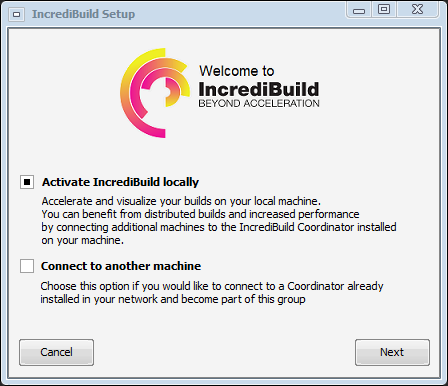 IncrediBuild Setup
Welcome to
IncrediBuild
BEYOND ACCELERATION
Activate IncrediBuild locally
Accelerate and visualize your builds on your local machine.
You can benefit from distributed builds and increased performance
by connecting additional machines to the IncrediBuild Coordinator installed
on your machine.
Connect to another machine
Choose this option if you would like to connect to a Coordinator already
installed in your network and become part of this group
Cancel
Next